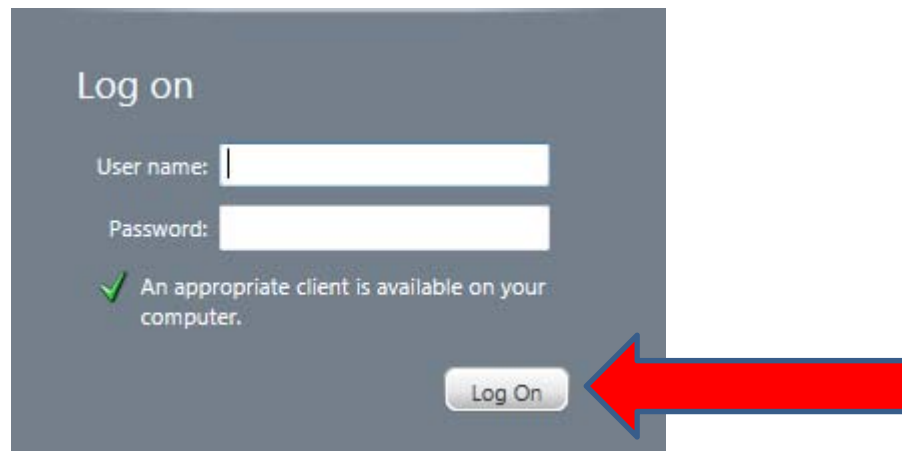 Log on
User name:
Password:
An appropriate client is available on your
computer.
Log On